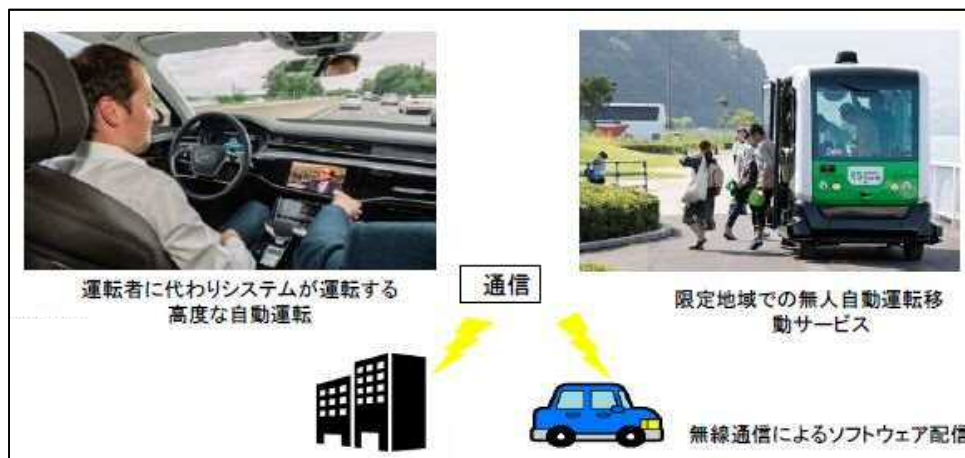 運転者に代わりシステムが運転する
高度な自動運転
通信
限定地域での無人自動運転移
動サービス
無線通信によるソフトウェア配信